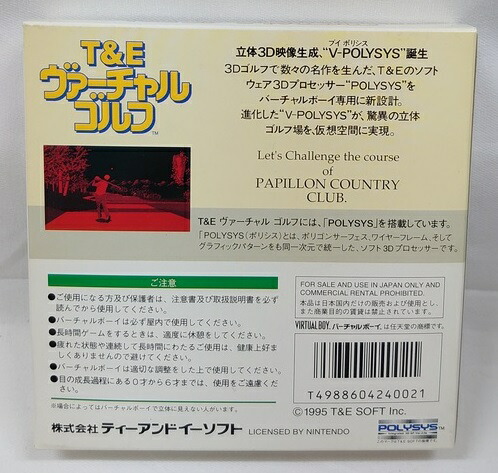 T&E
ヴァーチャル
ゴルフ™
ブイ ポリシス
立体3D映像生成、“V-POLYSYS”誕生
3Dゴルフで数々の名作を生んだ、T&Eのソフト
ウェア3Dプロセッサー“POLYSYS”を
バーチャルボーイ専用に新設計。
進化した“V-POLYSYS”が、驚異の立体
ゴルフ場を、仮想空間に実現。
Let's Challenge the course
of
PAPILLON COUNTRY
CLUB.
T&E ヴァーチャル ゴルフには、「POLYSYS」を搭載しています。
「POLYSYS（ポリシス）とは、ポリゴンサーフェス、ワイヤーフレーム、そして
グラフィックパターンをも同一次元で統一した、ソフト3Dプロセッサーです。
ご注意
●ご使用になる方及び保護者は、注意書及び取扱説明書を必ず
読んでから使用してください。
●バーチャルボーイは必ず屋内で使用してください。
●長時間ゲームをするときは、適度に休憩をしてください。
●疲れた状態や連続して長時間にわたるご使用は、健康上好ま
しくありませんので避けてください。
●バーチャルボーイは適切な調整をした上で使用してください。
●目の成長過程にある0才から6才までは、使用をご遠慮くだ
さい。
※場合によってはバーチャルボーイで立体に見えない人がいます。
FOR SALE AND USE IN JAPAN ONLY AND
COMMERCIAL RENTAL PROHIBITED.
本品は日本国内だけの販売および使用とし、
また商業目的の賃貸は禁止されています。
VIRTUAL BOY, バーチャルボーイ, は任天堂の商標です。
T4988604240021
©1995 T&E SOFT Inc.
株式会社 ティーアンドイーソフト LICENSED BY NINTENDO
POLYSYS™